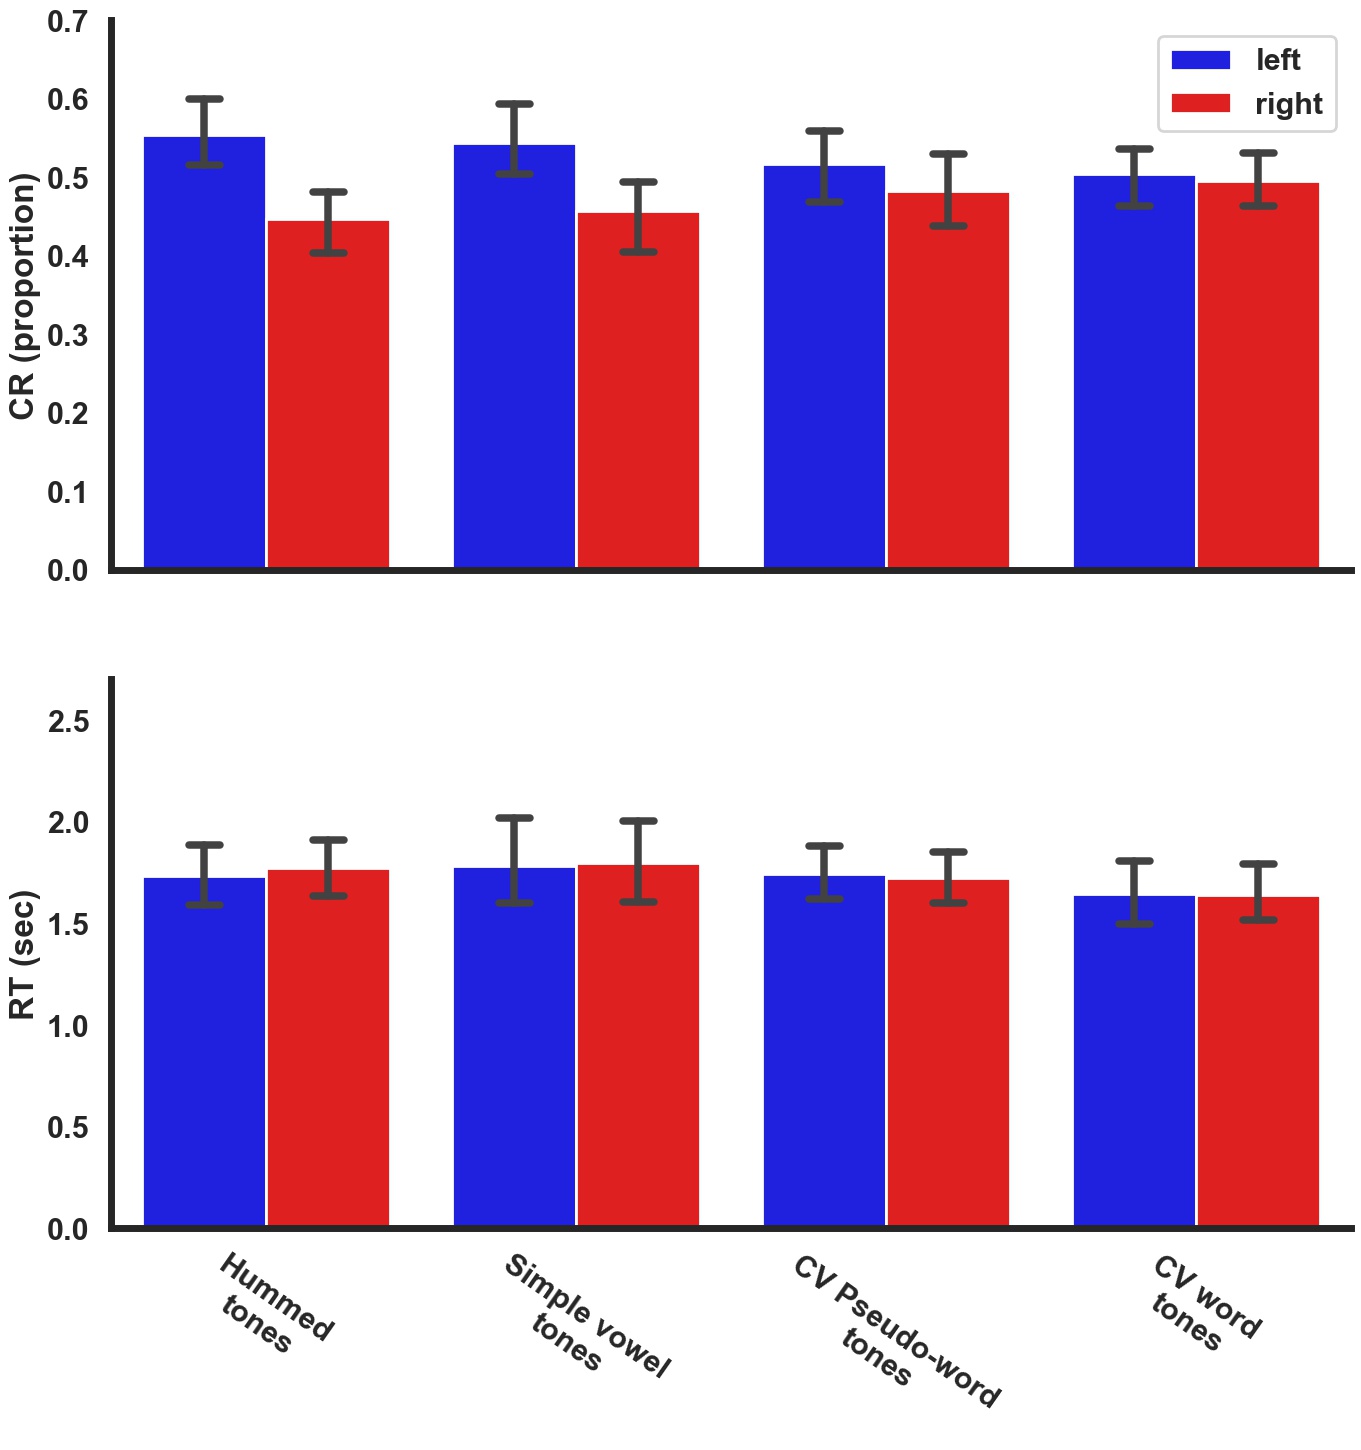 0.7
0.6
0.5
0.4
0.3
0.2
0.1
0.0
CR (proportion)
left
right
2.5
2.0
1.5
1.0
0.5
0.0
RT (sec)
Hummed
tones
Simple vowel
tones
CV Pseudo-word
tones
CV word
tones